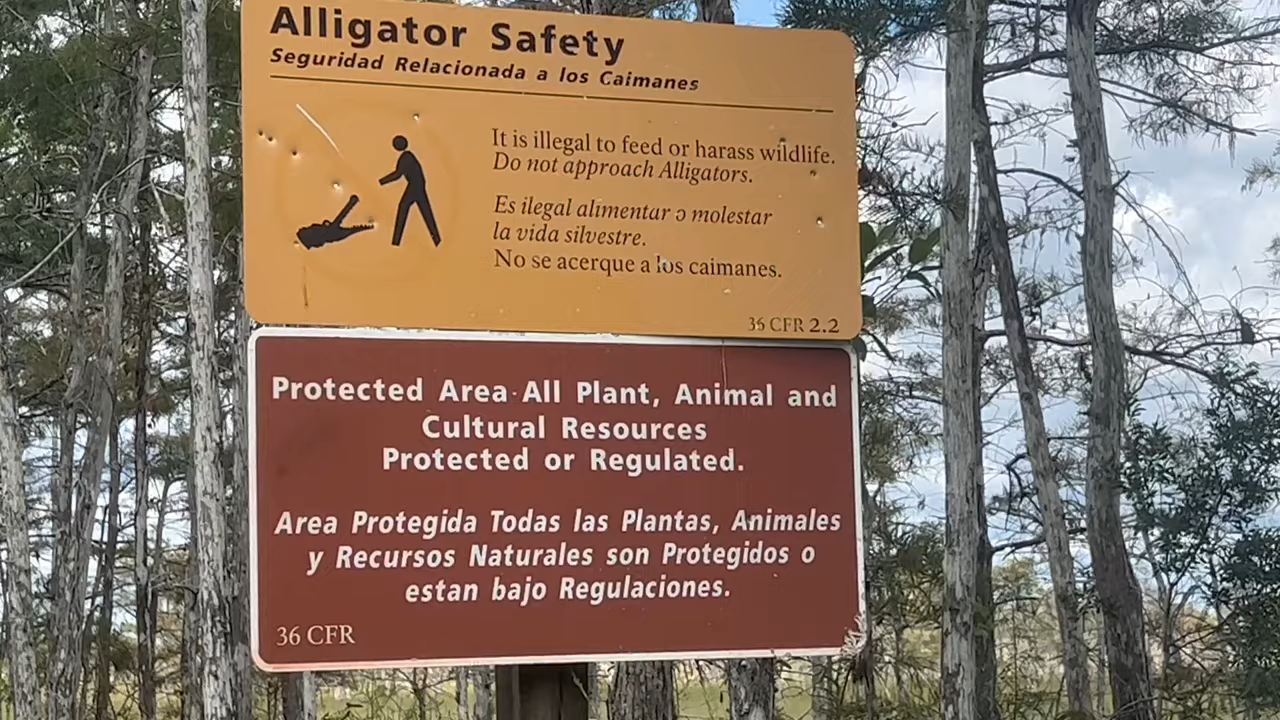 Alligator Safety
Seguridad Relacionada a los Caimanes
It is illegal to feed or harass wildlife.
Do not approach Alligators.
Es ilegal alimentar o molestar
la vida silvestre.
No se acerque a los caimanes.
36 CFR 2.2
Protected Area·All Plant, Animal and
Cultural Resources
Protected or Regulated.
Area Protegida Todas las Plantas, Animales
y Recursos Naturales son Protegidos o
estan bajo Regulaciones.
36 CFR